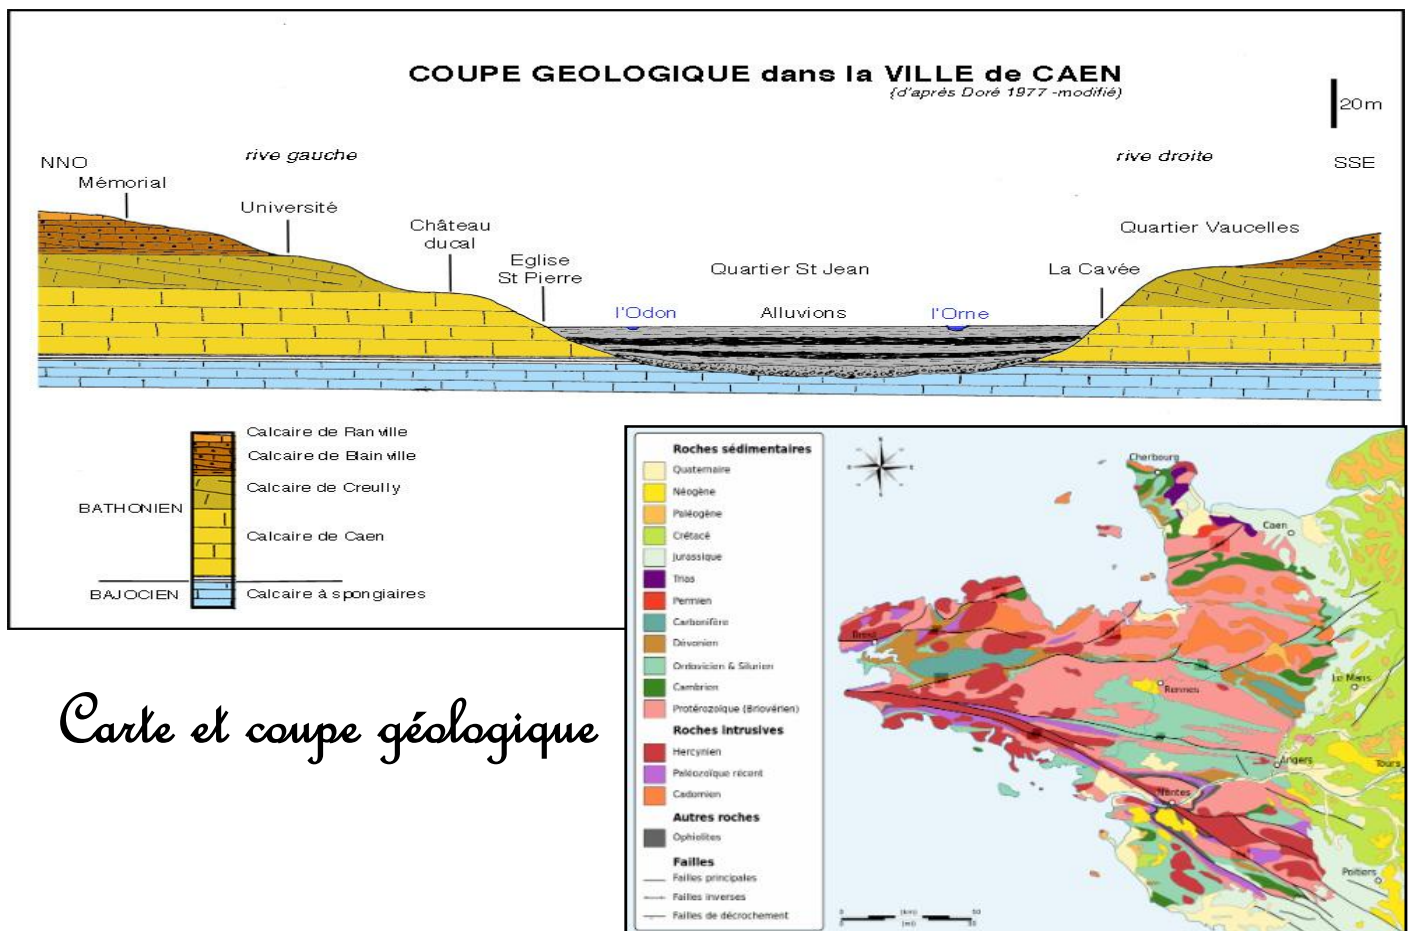 COUPE GEOLOGIQUE dans la VILLE de CAEN
(d'après Doré 1977 -modifié)
20m
NNO
rive gauche
rive droite
SSE
Mémorial
Université
Château
ducal
Eglise
St Pierre
Quartier St Jean
La Cavée
Quartier Vaucelles
l'Odon
Alluvions
l'Orne
Calcaire de Ranville
Calcaire de Blainville
Calcaire de Creully
BATHONIEN
Calcaire de Caen
BAJOCIEN
Calcaire à spongiaires
Carte et coupe géologique
Roches sédimentaires
Quaternaire
Néogène
Paléogène
Crétacé
Jurassique
Trias
Permien
Carbonifère
Dévonien
Ordovicien & Silurien
Cambrien
Protérozoïque (Briovérien)
Roches intrusives
Hercynien
Paléozoïque récent
Cadomien
Autres roches
Ophiolites
Failles
Failles principales
Failles inverses
Failles de décrochement
Cherbourg
Caen
Brest
Rennes
Le Mans
Angers
Tours
Nantes
Poitiers
0 (km) 50
(mi)